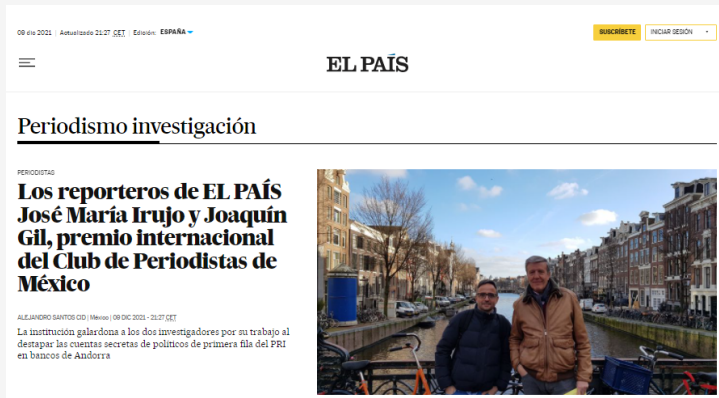 09 dic 2021 | Actualizado 21:27 CET | Edición: ESPAÑA
SUSCRÍBETE
INICIAR SESIÓN
EL PAÍS
Periodismo investigación
PERIODISTAS
Los reporteros de EL PAÍS
José María Irujo y Joaquín
Gil, premio internacional
del Club de Periodistas de
México
ALEJANDRO SANTOS CID | México | 09 DIC 2021 - 21:27 CET
La institución galardona a los dos investigadores por su trabajo al
destapar las cuentas secretas de políticos de primera fila del PRI
en bancos de Andorra